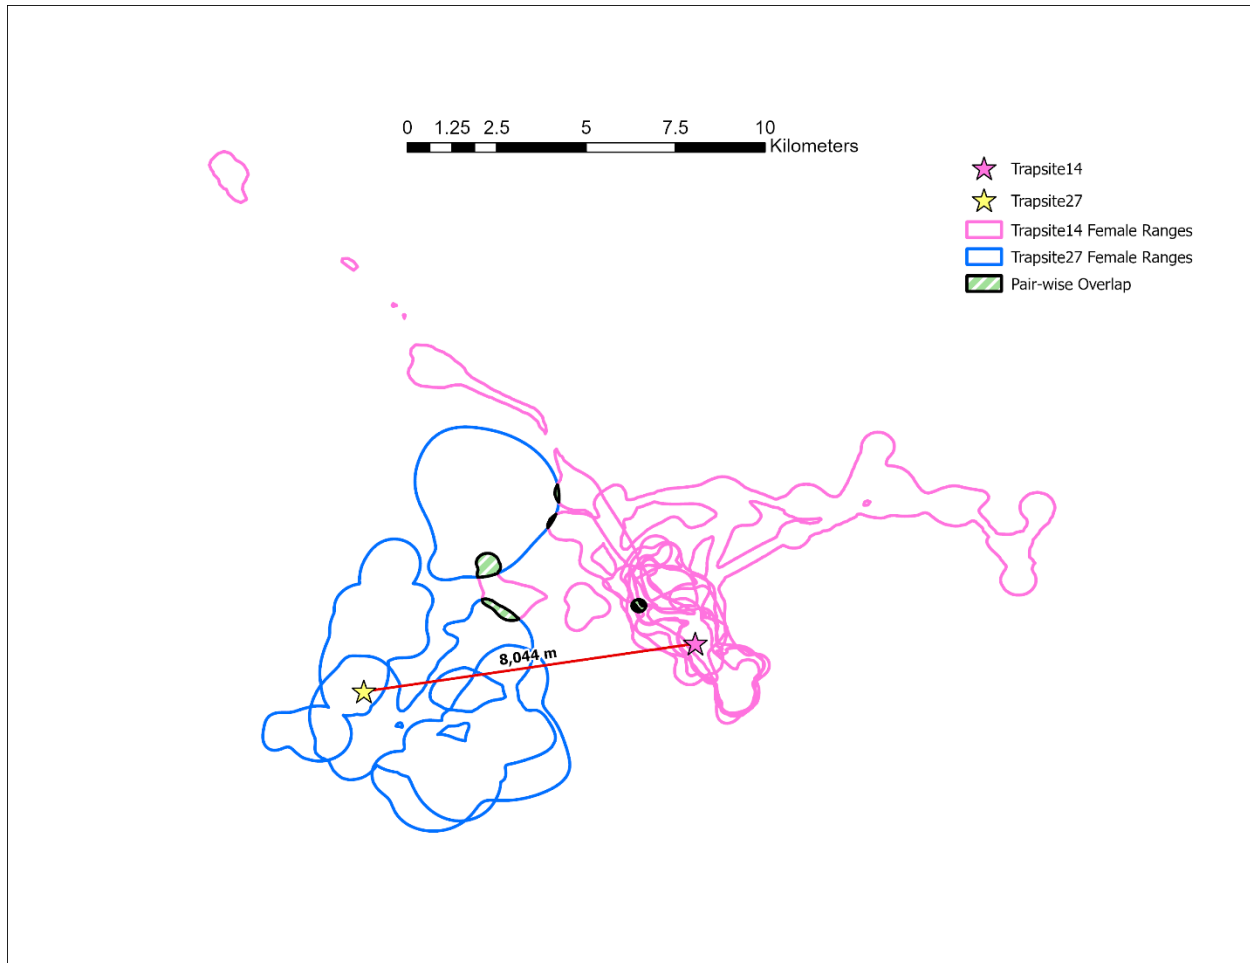 0 1.25 2.5 5 7.5 10
Kilometers
Trapsite14
Trapsite27
Trapsite14 Female Ranges
Trapsite27 Female Ranges
Pair-wise Overlap
8,044 m